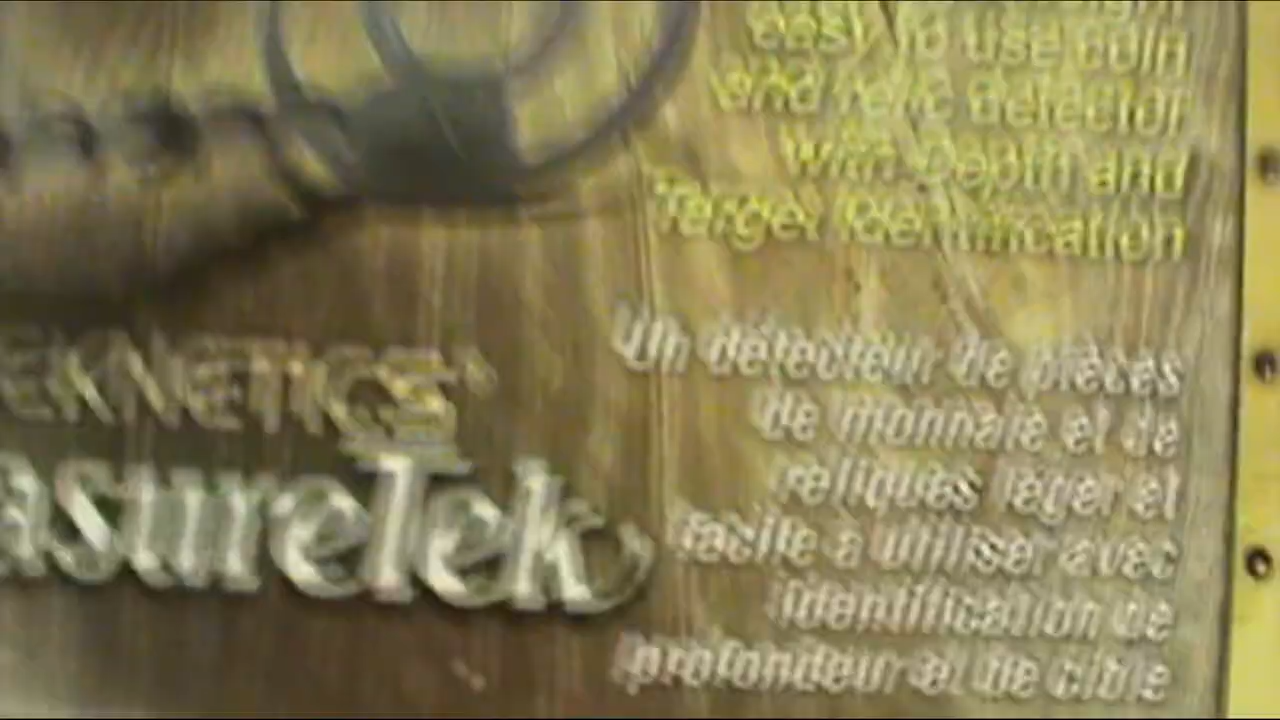 easy to use coin
and relic detector
with Depth and
Target Identification
Un détecteur de pièces
de monnaie et de
reliques léger et
facile à utiliser avec
identification de
profondeur et de cible
EKNETICS
asureTek